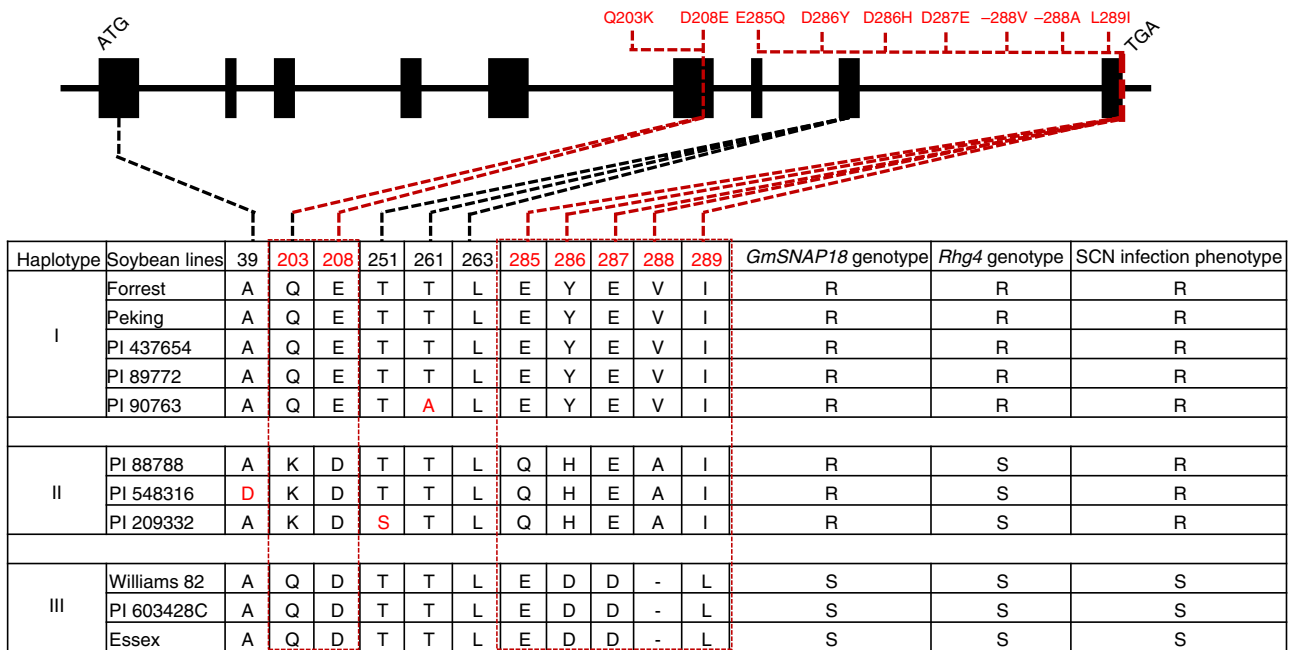 Q203K D208E E285Q D286Y D286H D287E –288V –288A L289I
ATG
TGA
Haplotype Soybean lines 39 203 208 251 261 263 285 286 287 288 289 GmSNAP18 genotype Rhg4 genotype SCN infection phenotype
Forrest A Q E T T L E Y E V I R R R
Peking A Q E T T L E Y E V I R R R
I
PI 437654 A Q E T T L E Y E V I R R R
PI 89772 A Q E T T L E Y E V I R R R
PI 90763 A Q E T A L E Y E V I R R R
PI 88788 A K D T T L Q H E A I R S R
II PI 548316 D K D T T L Q H E A I R S R
PI 209332 A K D S T L Q H E A I R S R
Williams 82 A Q D T T L E D D - L S S S
III PI 603428C A Q D T T L E D D - L S S S
Essex A Q D T T L E D D - L S S S